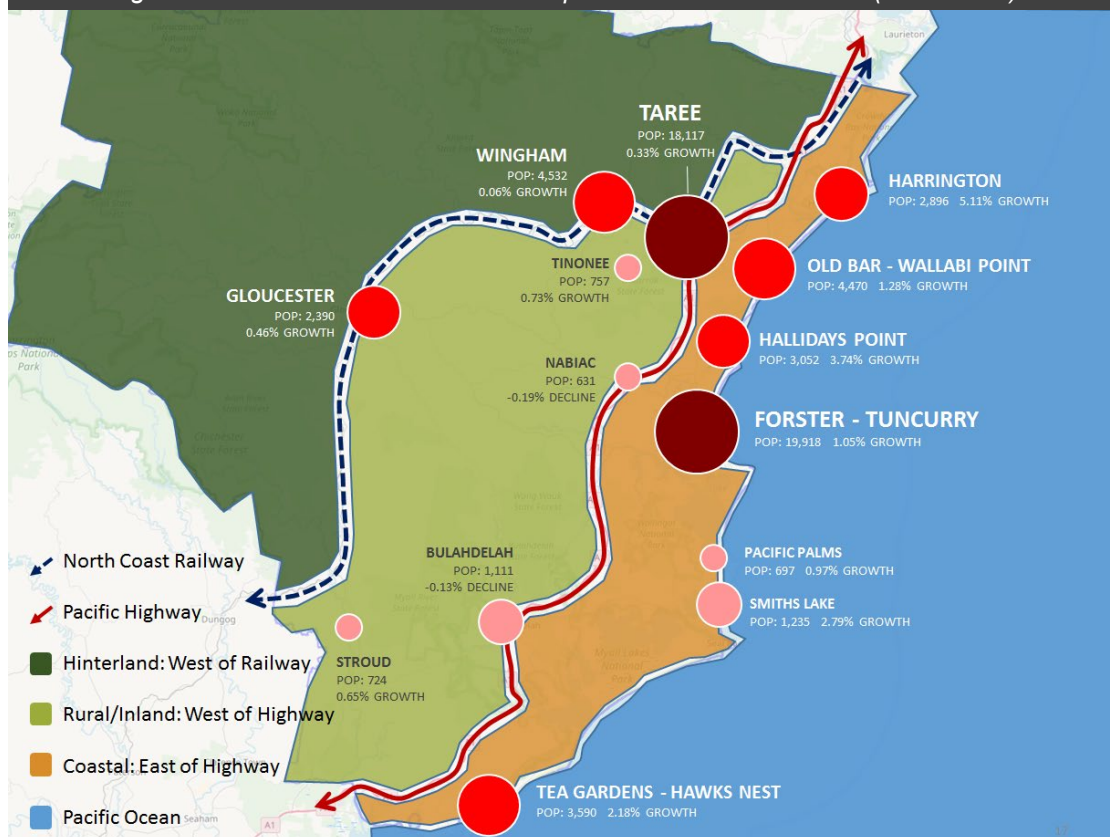 Laurieton
TAREE
POP: 18,117
0.33% GROWTH
WINGHAM
POP: 4,532
0.06% GROWTH
HARRINGTON
POP: 2,896 5.11% GROWTH
TINONEE
POP: 757
0.73% GROWTH
OLD BAR - WALLABI POINT
POP: 4,470 1.28% GROWTH
GLOUCESTER
POP: 2,390
0.46% GROWTH
HALLIDAYS POINT
POP: 3,052 3.74% GROWTH
NABIAC
POP: 631
-0.19% DECLINE
FORSTER - TUNCURRY
POP: 19,918 1.05% GROWTH
BULAHDELAH
POP: 1,111
-0.13% DECLINE
PACIFIC PALMS
POP: 697 0.97% GROWTH
SMITHS LAKE
POP: 1,235 2.79% GROWTH
Dungog
STROUD
POP: 724
0.65% GROWTH
TEA GARDENS - HAWKS NEST
POP: 3,590 2.18% GROWTH
North Coast Railway
Pacific Highway
Hinterland: West of Railway
Rural/Inland: West of Highway
Coastal: East of Highway
Pacific Ocean
Seaham
17